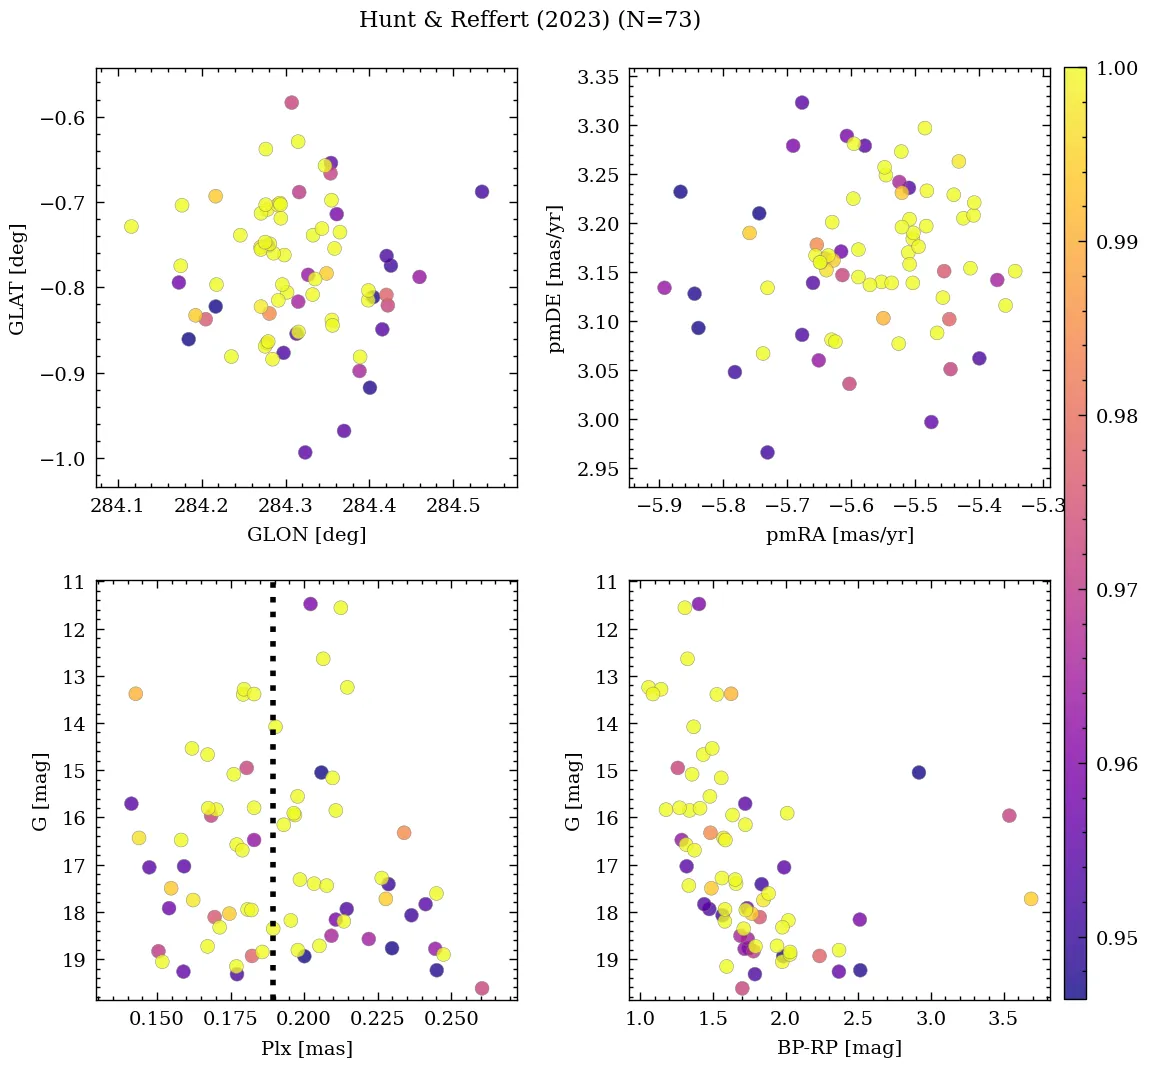 Hunt & Reffert (2023) (N=73)
−0.6
−0.7
−0.8
−0.9
−1.0
GLAT [deg]
284.1 284.2 284.3 284.4 284.5
GLON [deg]
3.35
3.30
3.25
3.20
3.15
3.10
3.05
3.00
2.95
pmDE [mas/yr]
−5.9 −5.8 −5.7 −5.6 −5.5 −5.4 −5.3
pmRA [mas/yr]
1.00
0.99
0.98
0.97
0.96
0.95
11
12
13
14
15
16
17
18
19
G [mag]
0.150 0.175 0.200 0.225 0.250
Plx [mas]
11
12
13
14
15
16
17
18
19
G [mag]
1.0 1.5 2.0 2.5 3.0 3.5
BP-RP [mag]